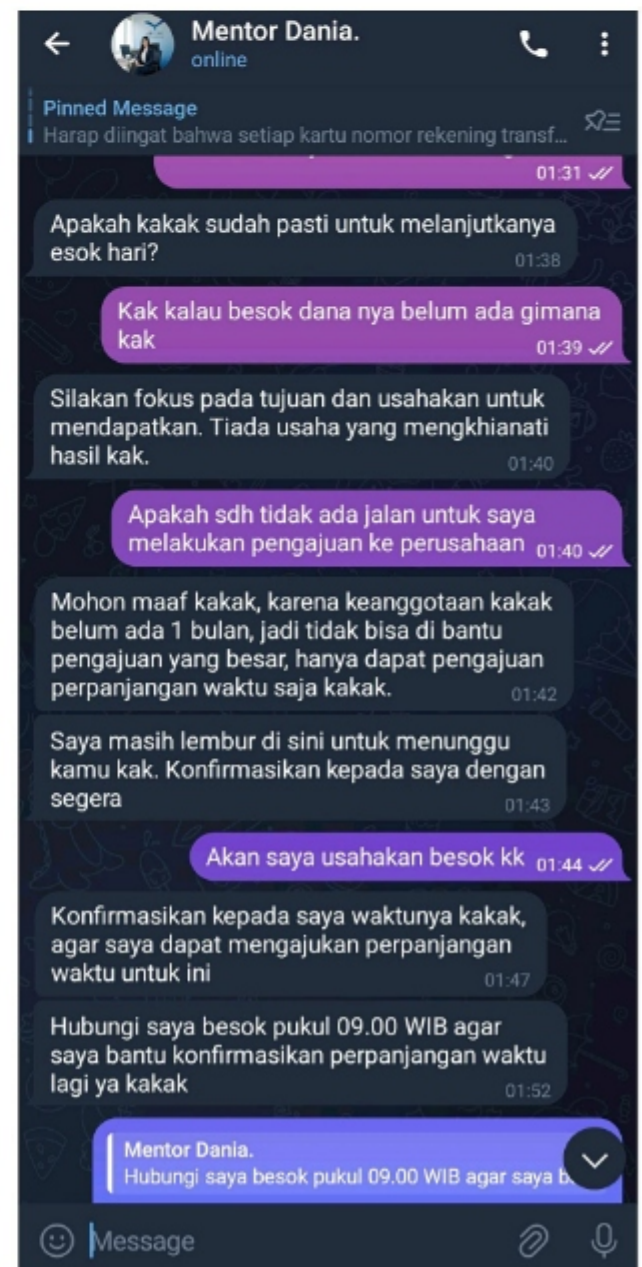 Mentor Dania.
online
Pinned Message
Harap diingat bahwa setiap kartu nomor rekening transf...
01:31
Apakah kakak sudah pasti untuk melanjutkanya
esok hari?
01:38
Kak kalau besok dana nya belum ada gimana
kak
01:39
Silakan fokus pada tujuan dan usahakan untuk
mendapatkan. Tiada usaha yang mengkhianati
hasil kak.
01:40
Apakah sdh tidak ada jalan untuk saya
melakukan pengajuan ke perusahaan 01:40
Mohon maaf kakak, karena keanggotaan kakak
belum ada 1 bulan, jadi tidak bisa di bantu
pengajuan yang besar, hanya dapat pengajuan
perpanjangan waktu saja kakak.
01:42
Saya masih lembur di sini untuk menunggu
kamu kak. Konfirmasikan kepada saya dengan
segera
01:43
Akan saya usahakan besok kk 01:44
Konfirmasikan kepada saya waktunya kakak,
agar saya dapat mengajukan perpanjangan
waktu untuk ini
01:47
Hubungi saya besok pukul 09.00 WIB agar
saya bantu konfirmasikan perpanjangan waktu
lagi ya kakak
01:52
Mentor Dania.
Hubungi saya besok pukul 09.00 WIB agar saya b...
Message